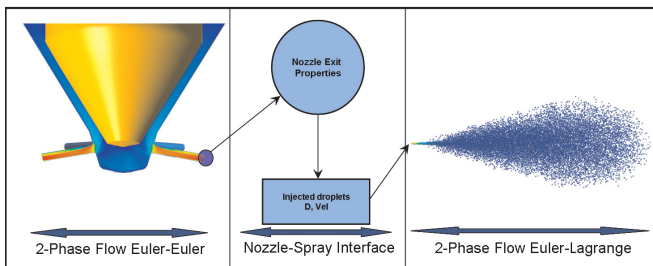 Nozzle Exit
Properties
Injected droplets
D, Vel
2-Phase Flow Euler-Euler
Nozzle-Spray Interface
2-Phase Flow Euler-Lagrange